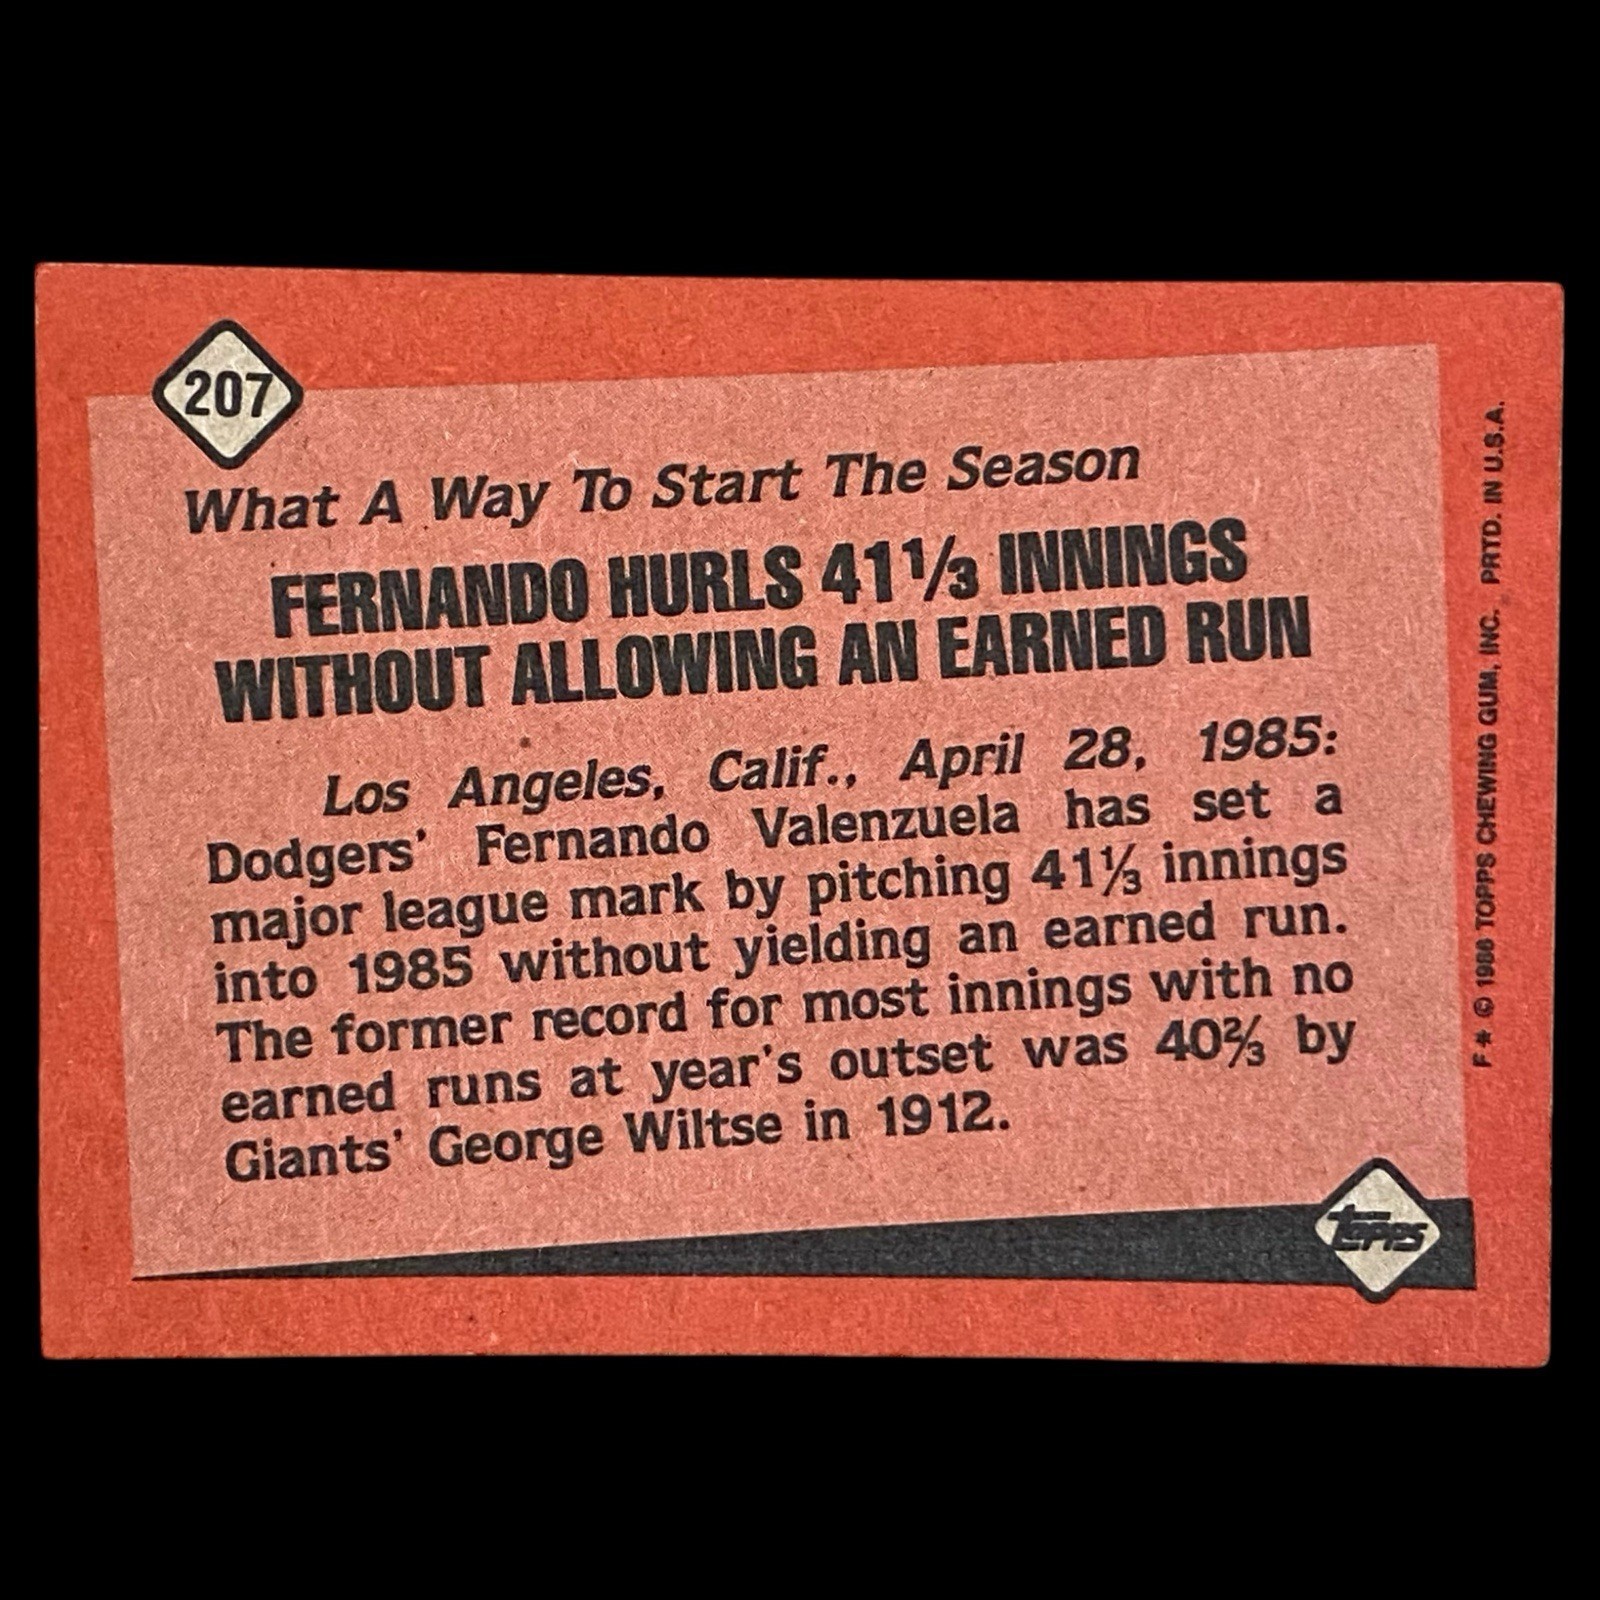 207
What A Way To Start The Season
FERNANDO HURLS 41⅓ INNINGS
WITHOUT ALLOWING AN EARNED RUN
Los Angeles, Calif., April 28, 1985:
Dodgers' Fernando Valenzuela has set a
major league mark by pitching 41⅓ innings
into 1985 without yielding an earned run.
The former record for most innings with no
earned runs at year's outset was 40⅔ by
Giants' George Wiltse in 1912.
topps
F* © 1986 TOPPS CHEWING GUM, INC. PRTD. IN U.S.A.